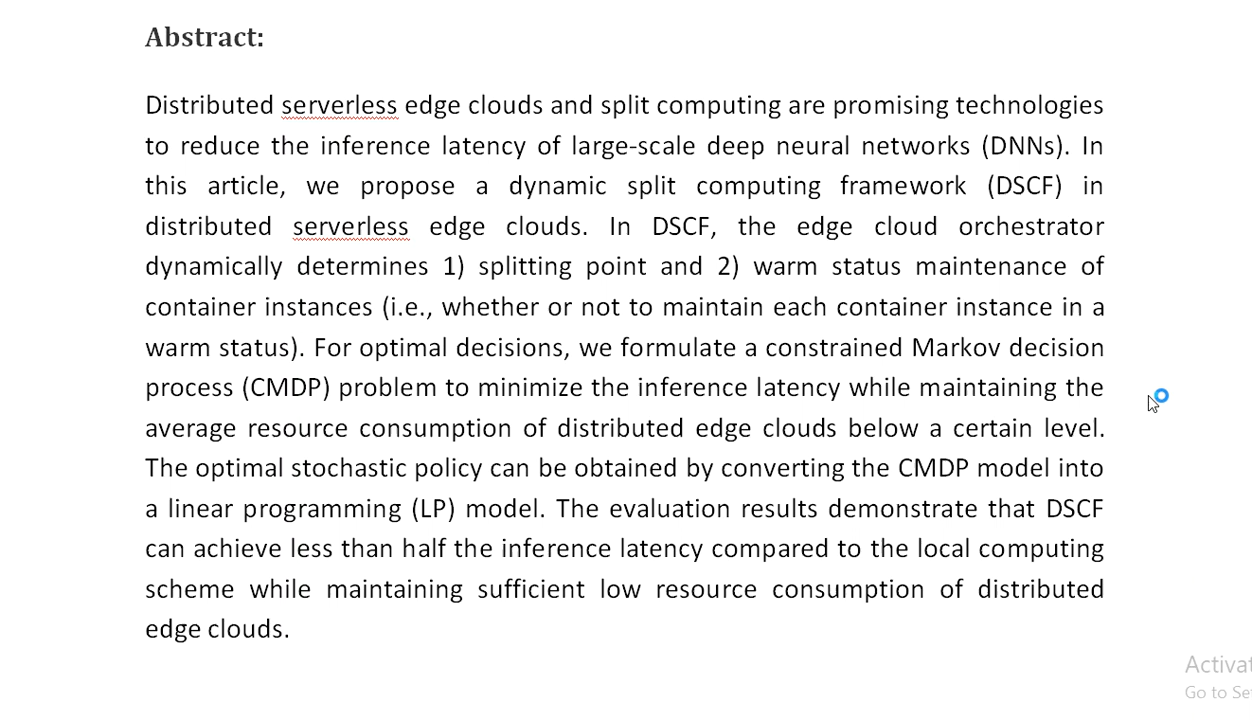 Abstract:
Distributed serverless edge clouds and split computing are promising technologies
to reduce the inference latency of large-scale deep neural networks (DNNs). In
this article, we propose a dynamic split computing framework (DSCF) in
distributed serverless edge clouds. In DSCF, the edge cloud orchestrator
dynamically determines 1) splitting point and 2) warm status maintenance of
container instances (i.e., whether or not to maintain each container instance in a
warm status). For optimal decisions, we formulate a constrained Markov decision
process (CMDP) problem to minimize the inference latency while maintaining the
average resource consumption of distributed edge clouds below a certain level.
The optimal stochastic policy can be obtained by converting the CMDP model into
a linear programming (LP) model. The evaluation results demonstrate that DSCF
can achieve less than half the inference latency compared to the local computing
scheme while maintaining sufficient low resource consumption of distributed
edge clouds.
Activat
Go to Se